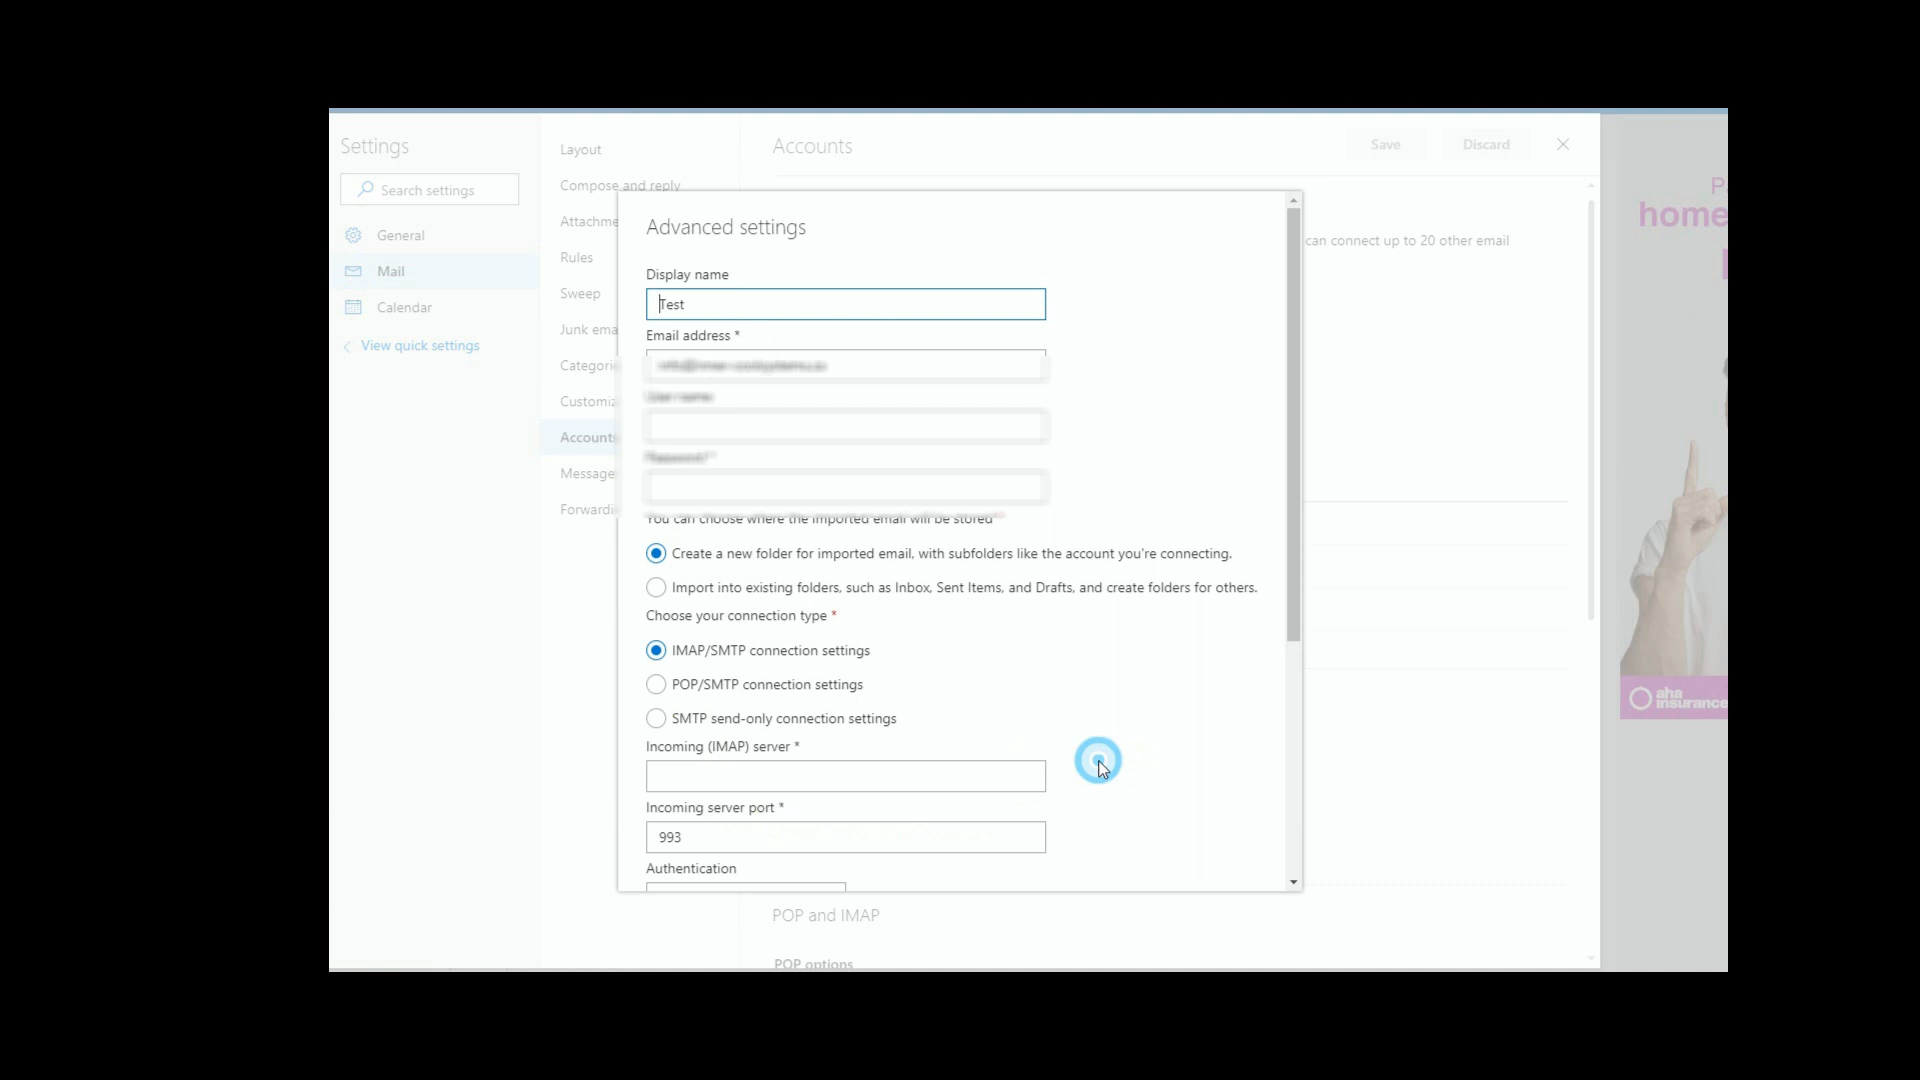 Settings
Search settings
General
Mail
Calendar
View quick settings
Layout
Compose and reply
Attachme
Rules
Sweep
Junk ema
Categori
Customiz
Accounts
Message
Forwardi
Accounts
Save
Discard
can connect up to 20 other email
Advanced settings
Display name
Test
Email address *
User name
Password *
You can choose where the imported email will be stored
Create a new folder for imported email, with subfolders like the account you're connecting.
Import into existing folders, such as Inbox, Sent Items, and Drafts, and create folders for others.
Choose your connection type *
IMAP/SMTP connection settings
POP/SMTP connection settings
SMTP send-only connection settings
Incoming (IMAP) server *
Incoming server port *
993
Authentication
POP and IMAP
POP options
P
home
aha
insurance